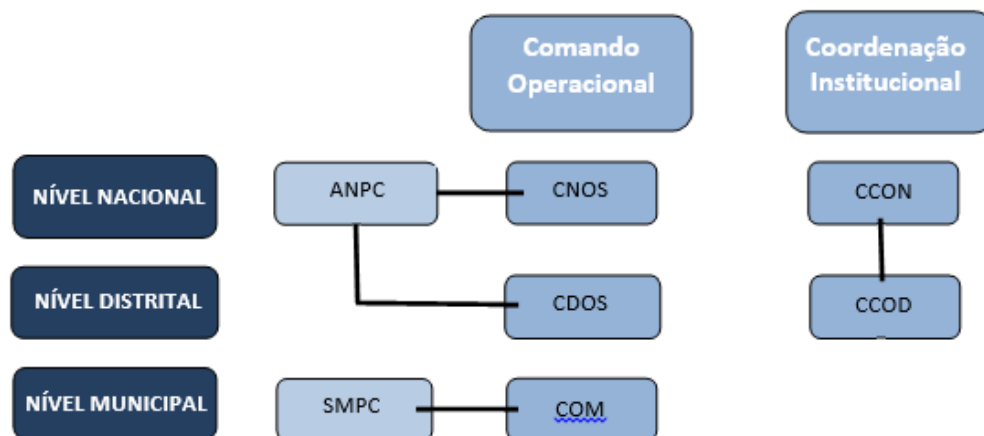 Comando
Operacional
Coordenação
Institucional
NÍVEL NACIONAL
ANPC
CNOS
CCON
NÍVEL DISTRITAL
CDOS
CCOD
NÍVEL MUNICIPAL
SMPC
COM